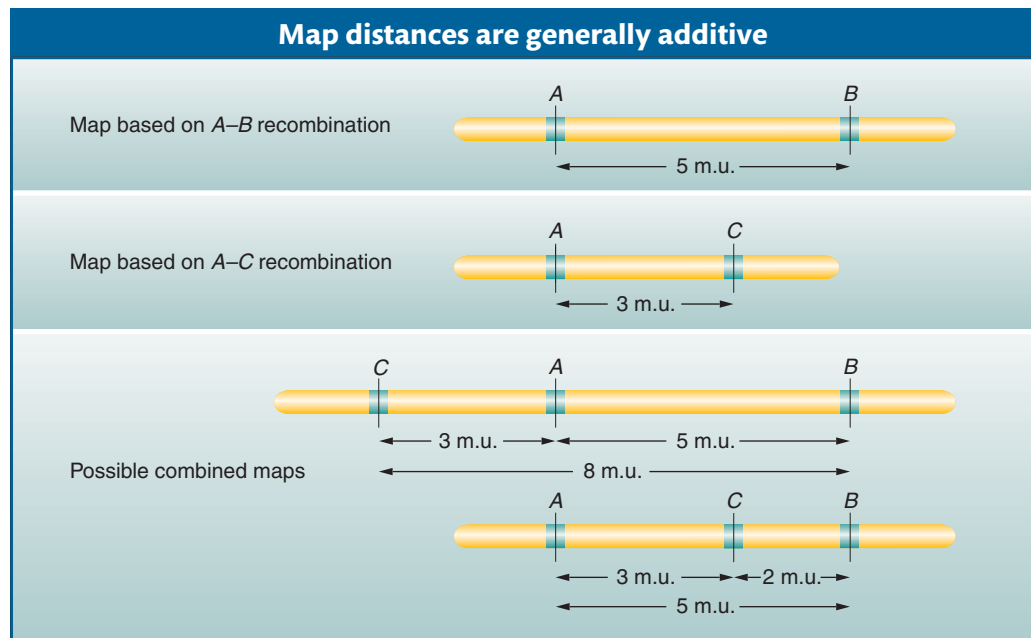 Map distances are generally additive
A B
Map based on A–B recombination
5 m.u.
A C
Map based on A–C recombination
3 m.u.
C A B
3 m.u. 5 m.u.
Possible combined maps
8 m.u.
A C B
3 m.u. 2 m.u.
5 m.u.